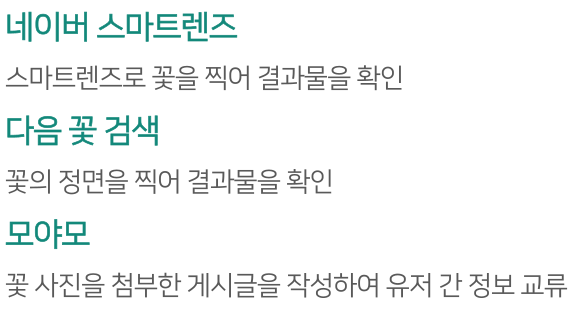 네이버 스마트렌즈
스마트렌즈로 꽃을 찍어 결과물을 확인
다음 꽃 검색
꽃의 정면을 찍어 결과물을 확인
모야모
꽃 사진을 첨부한 게시글을 작성하여 유저 간 정보 교류